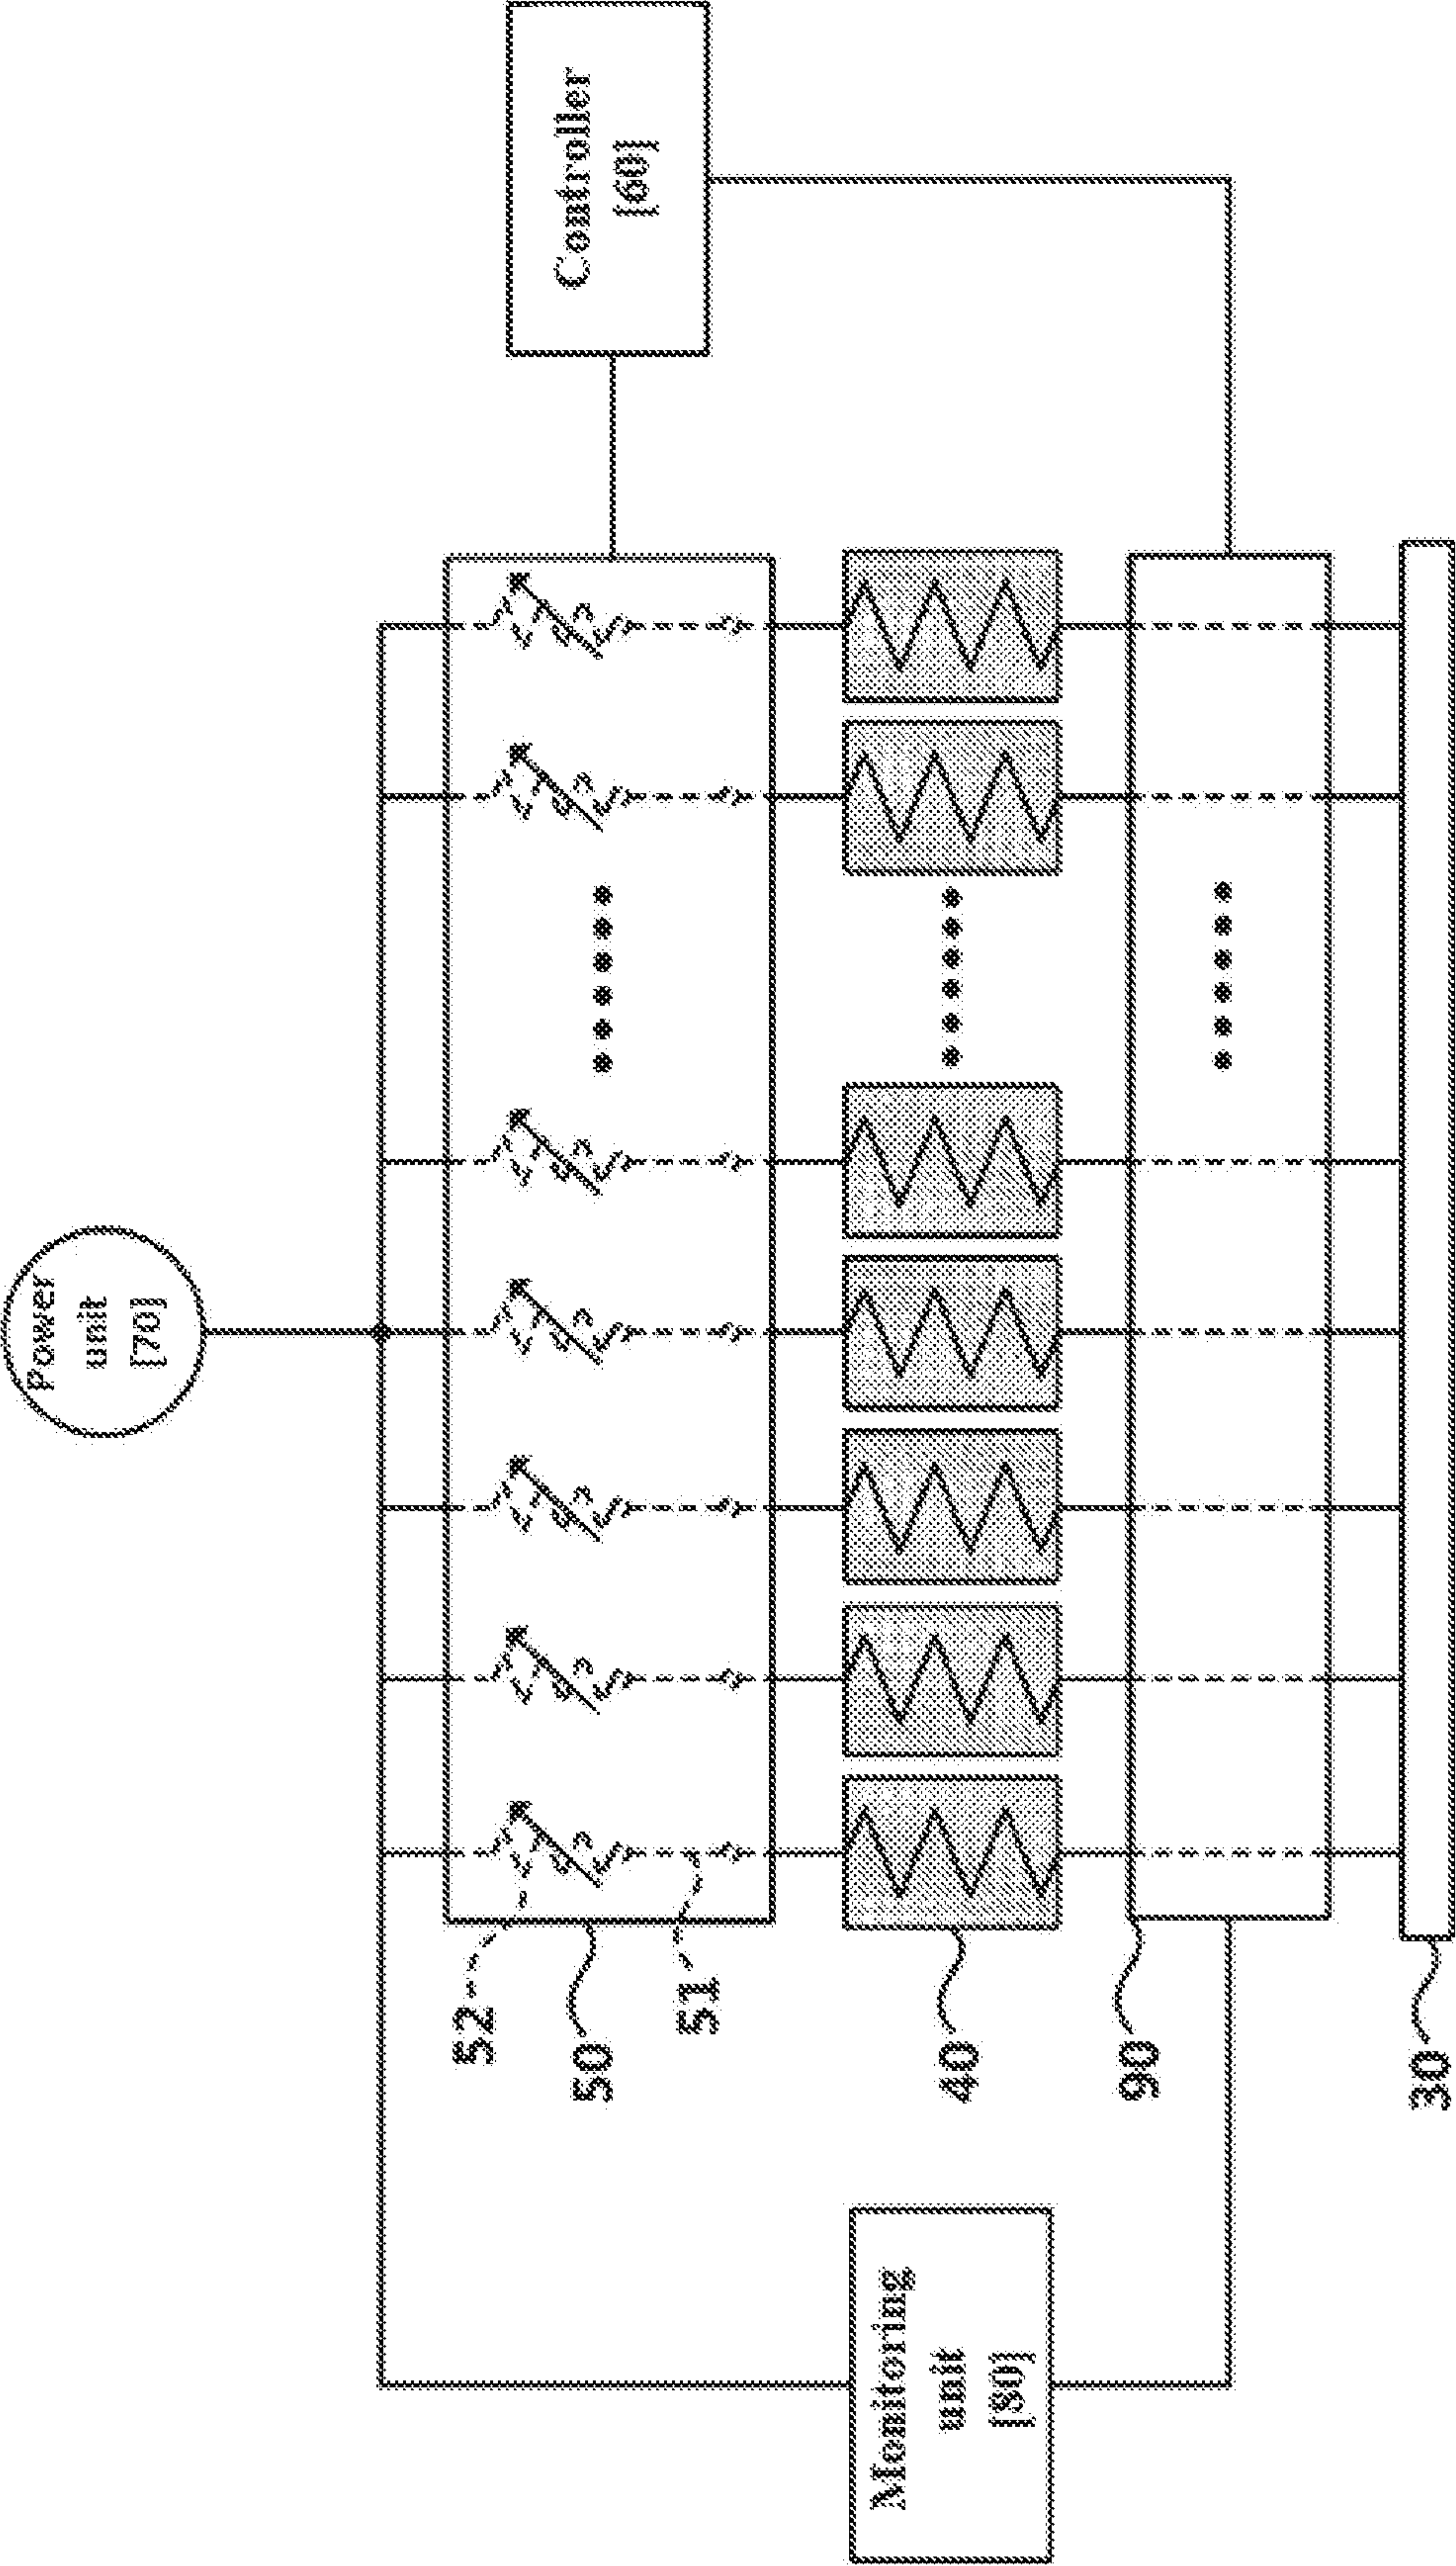 Power
unit
[70]
Controller
[60]
52
50
51
40
90
30
Monitoring
unit
[80]